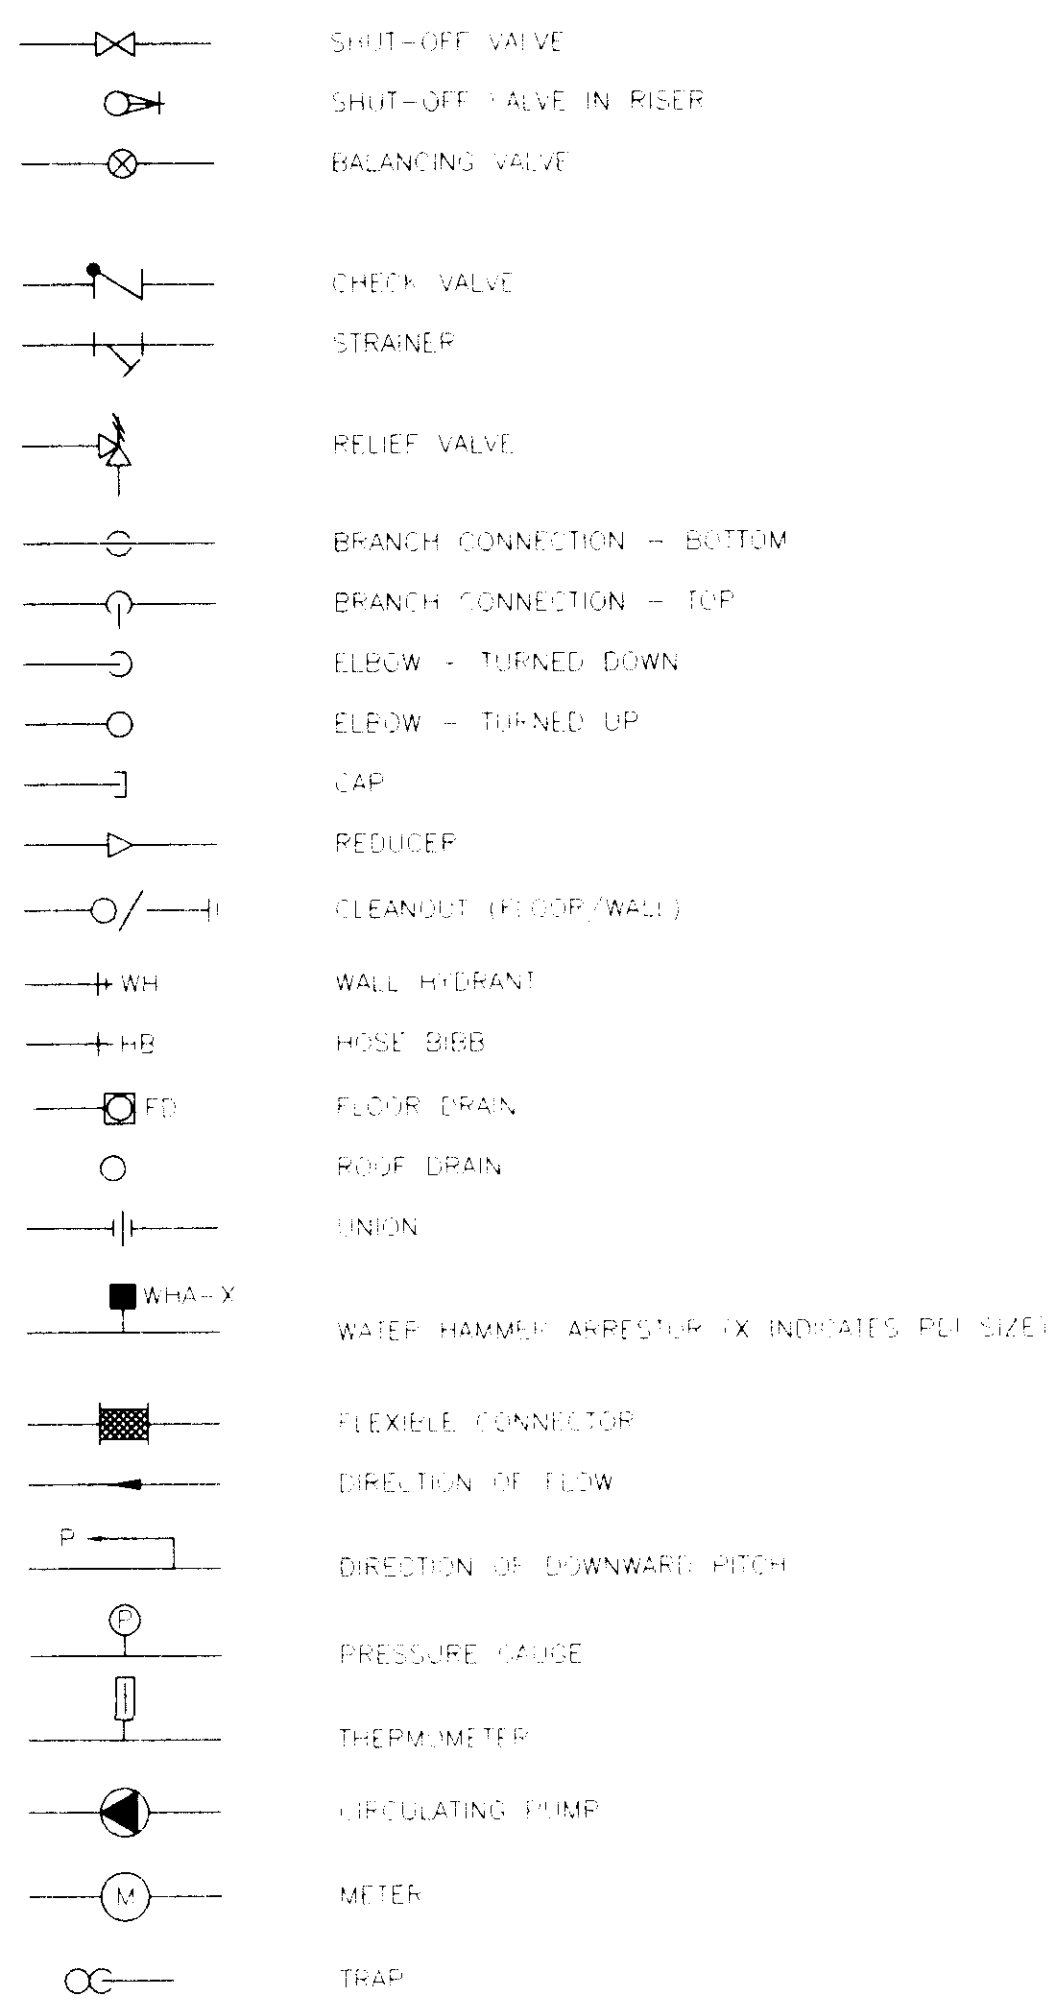 SHUT-OFF VALVE
SHUT-OFF VALVE IN RISER
BALANCING VALVE
CHECK VALVE
STRAINER
RELIEF VALVE
BRANCH CONNECTION - BOTTOM
BRANCH CONNECTION - TOP
ELBOW - TURNED DOWN
ELBOW - TURNED UP
CAP
REDUCER
CLEANOUT (FLOOR/WALL)
WH WALL HYDRANT
HB HOSE BIBB
FD FLOOR DRAIN
ROOF DRAIN
UNION
WHA-X
WATER HAMMER ARRESTOR (X INDICATES PDI SIZE)
FLEXIBLE CONNECTOR
DIRECTION OF FLOW
P
DIRECTION OF DOWNWARD PITCH
P
PRESSURE GAUGE
THERMOMETER
CIRCULATING PUMP
M METER
TRAP